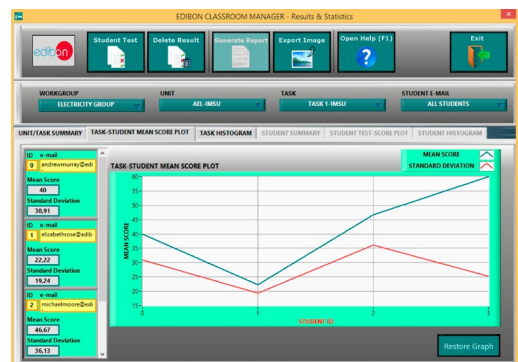 EDIBON CLASSROOM MANAGER - Results & Statistics
edibon
Student Test
Delete Result
Generate Report
Export Image
Open Help (F1)
Exit
WORKGROUP
UNIT
TASK
STUDENT E-MAIL
ELECTRICITY GROUP
AEL-IMSU
TASK 1-IMSU
ALL STUDENTS
UNIT/TASK SUMMARY
TASK-STUDENT MEAN SCORE PLOT
TASK HISTOGRAM
STUDENT SUMMARY
STUDENT TEST-SCORE PLOT
STUDENT HISTOGRAM
ID e-mail
0 andrewmurray@edi
Mean Score
40
Standard Deviation
30,91
ID e-mail
1 elizabethrose@edib
Mean Score
22,22
Standard Deviation
19,24
ID e-mail
2 michaelmoore@edi
Mean Score
46,67
Standard Deviation
36,13
TASK-STUDENT MEAN SCORE PLOT
MEAN SCORE
STANDARD DEVIATION
MEAN SCORE
60
55
50
45
40
35
30
25
20
15
0
1
2
3
STUDENT ID
Restore Graph